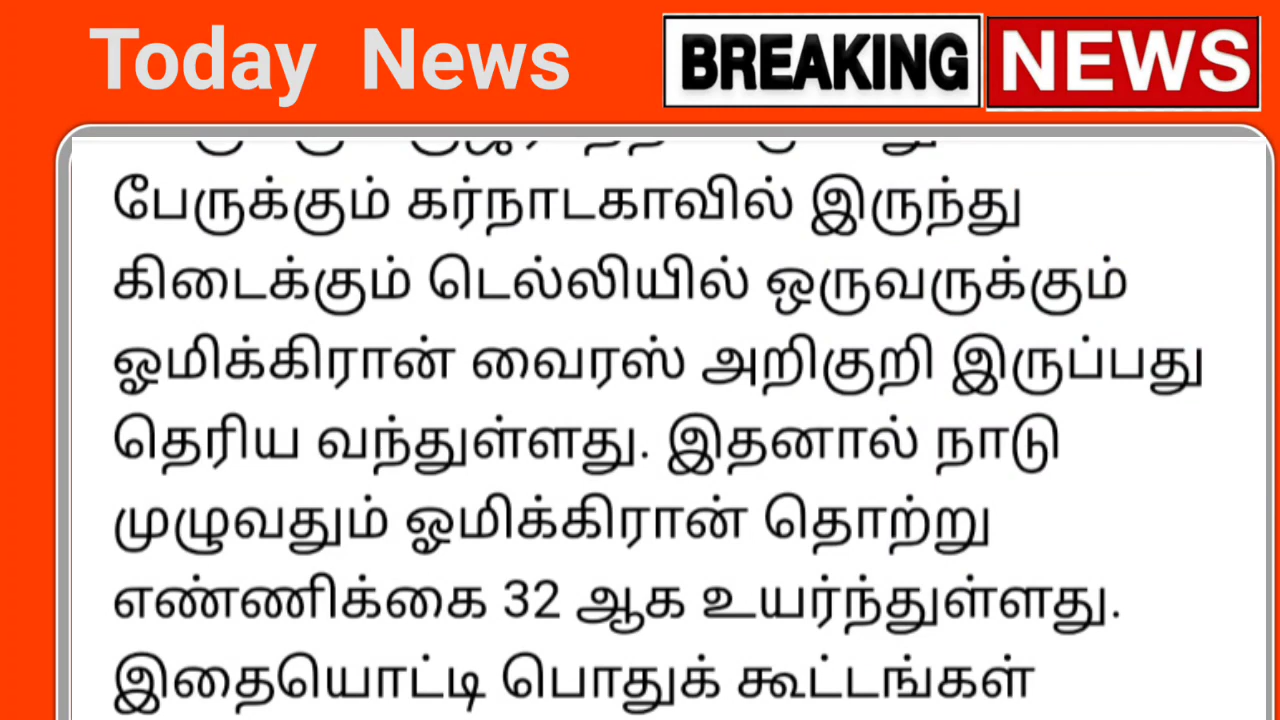 Today News
BREAKING NEWS
பேருக்கும் கர்நாடகாவில் இருந்து
கிடைக்கும் டெல்லியில் ஒருவருக்கும்
ஓமிக்கிரான் வைரஸ் அறிகுறி இருப்பது
தெரிய வந்துள்ளது. இதனால் நாடு
முழுவதும் ஓமிக்கிரான் தொற்று
எண்ணிக்கை 32 ஆக உயர்ந்துள்ளது.
இதையொட்டி பொதுக் கூட்டங்கள்